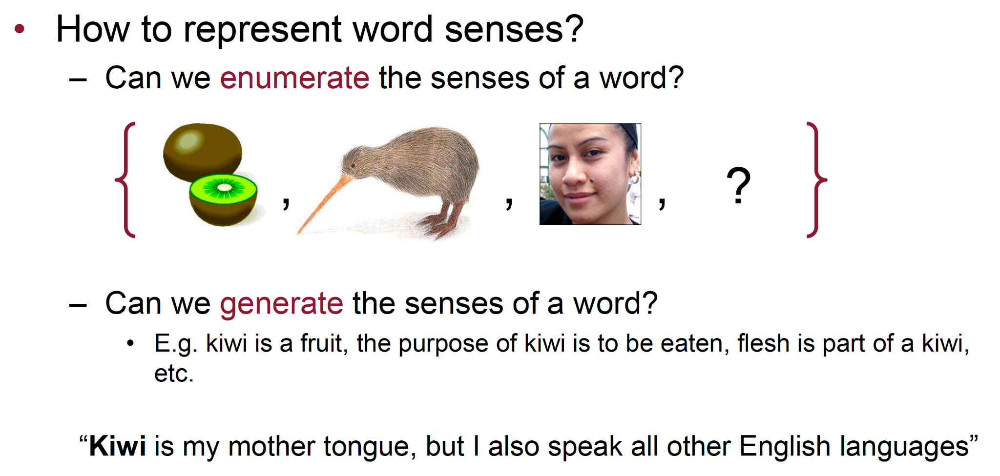 • How to represent word senses?
– Can we enumerate the senses of a word?
{ , , , ? }
– Can we generate the senses of a word?
• E.g. kiwi is a fruit, the purpose of kiwi is to be eaten, flesh is part of a kiwi,
etc.
“Kiwi is my mother tongue, but I also speak all other English languages”